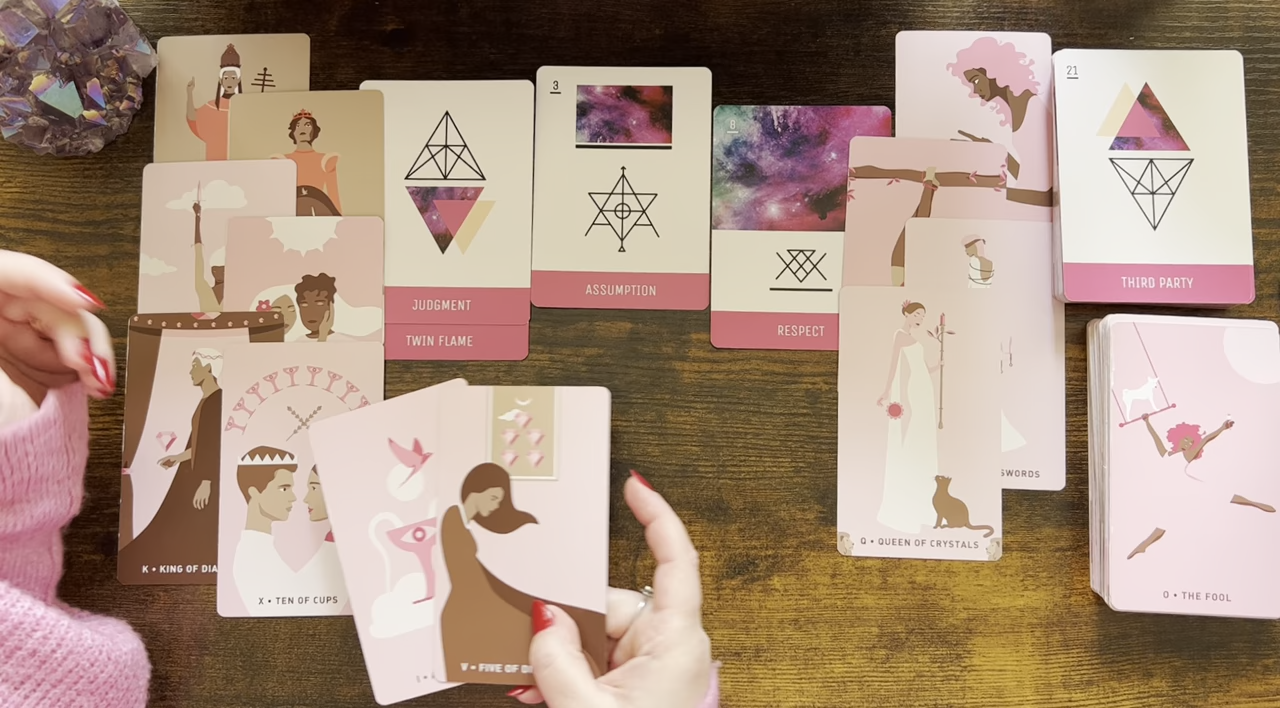 JUDGMENT
TWIN FLAME
3
ASSUMPTION
8
RESPECT
21
THIRD PARTY
K • KING OF
X • TEN OF CUPS
V • FIVE OF
SWORDS
Q • QUEEN OF CRYSTALS
0 • THE FOOL